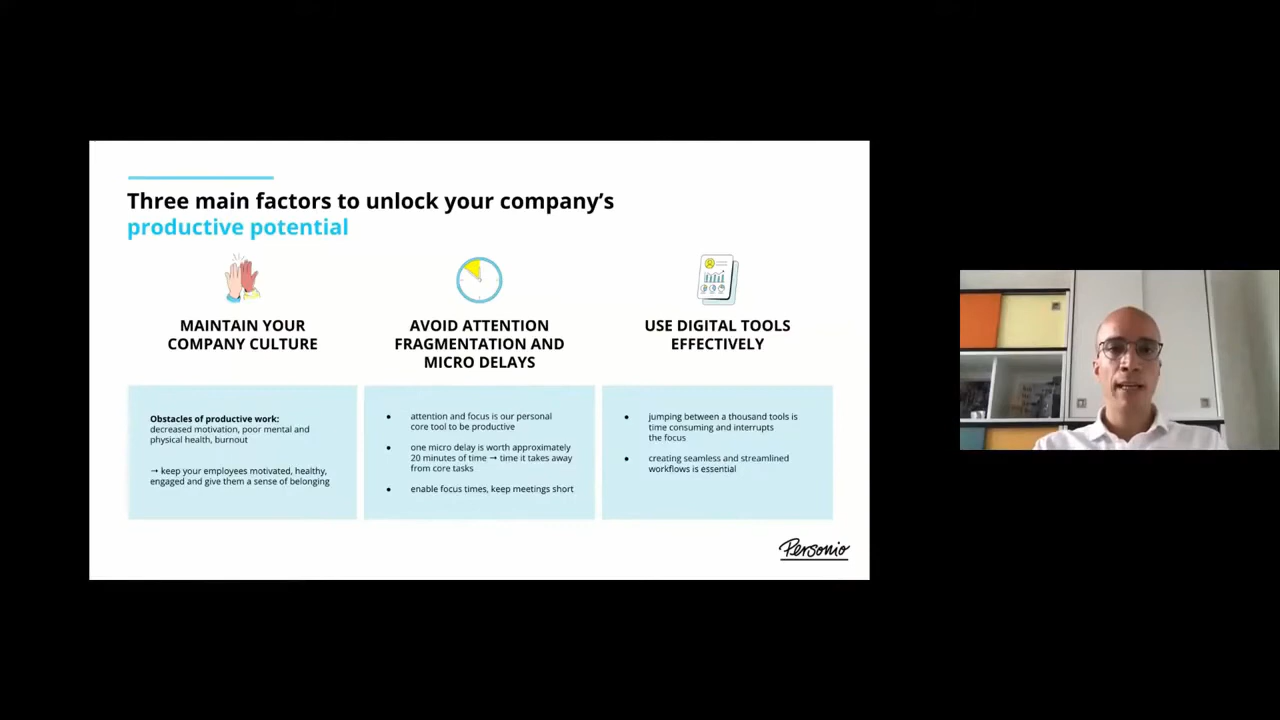 Three main factors to unlock your company's
productive potential
MAINTAIN YOUR
COMPANY CULTURE
Obstacles of productive work:
decreased motivation, poor mental and
physical health, burnout
→ keep your employees motivated, healthy,
engaged and give them a sense of belonging
AVOID ATTENTION
FRAGMENTATION AND
MICRO DELAYS
● attention and focus is our personal
core tool to be productive
● one micro delay is worth approximately
20 minutes of time → time it takes away
from core tasks
● enable focus times, keep meetings short
USE DIGITAL TOOLS
EFFECTIVELY
● jumping between a thousand tools is
time consuming and interrupts
the focus
● creating seamless and streamlined
workflows is essential
Personio